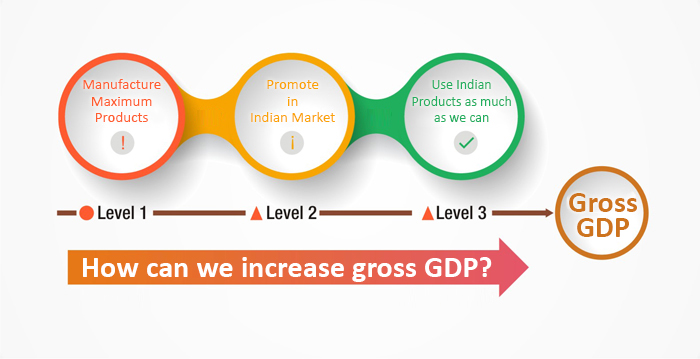 Manufacture
Maximum
Products
!
Promote
in
Indian Market
i
Use Indian
Products as much
as we can
Level 1
Level 2
Level 3
Gross
GDP
How can we increase gross GDP?